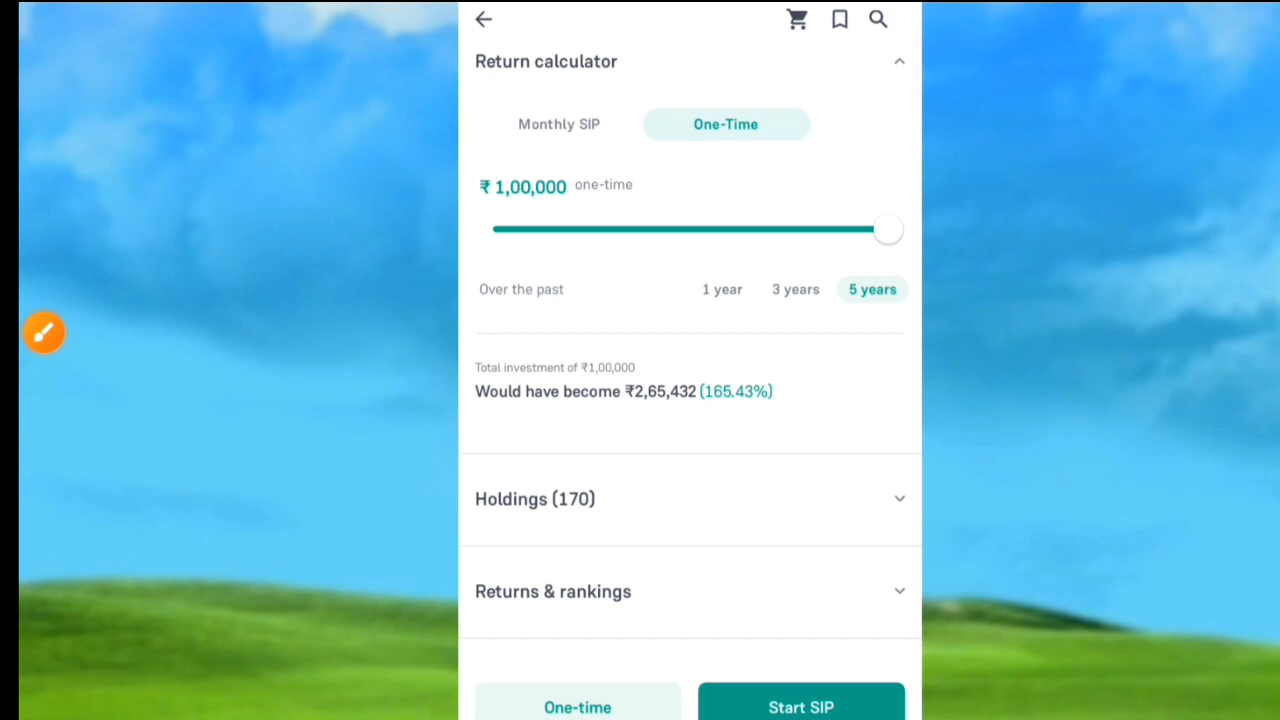 Return calculator
Monthly SIP One-Time
₹ 1,00,000 one-time
Over the past 1 year 3 years 5 years
Total investment of ₹1,00,000
Would have become ₹2,65,432 (165.43%)
Holdings (170)
Returns & rankings
One-time Start SIP